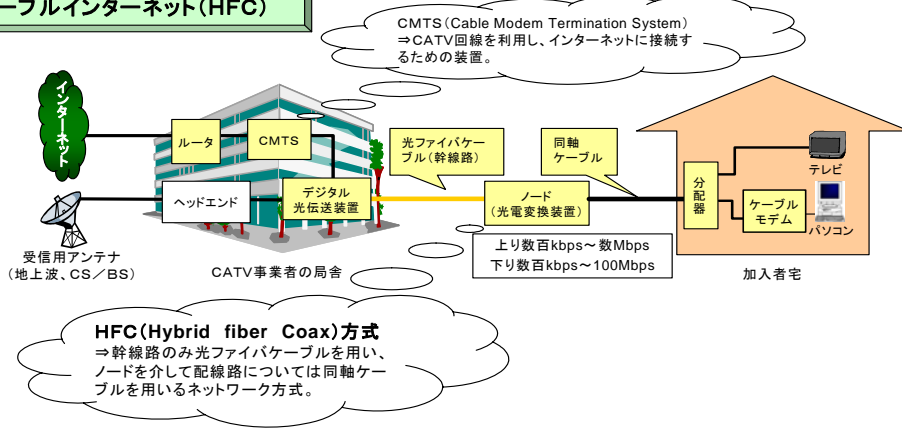 ーブルインターネット(HFC)
CMTS(Cable Modem Termination System)
⇒CATV回線を利用し、インターネットに接続す
るための装置。
インターネット
ルータ
CMTS
光ファイバケー
ブル(幹線路)
同軸
ケーブル
テレビ
ヘッドエンド
デジタル
光伝送装置
ノード
(光電変換装置)
分配器
ケーブル
モデム
パソコン
受信用アンテナ
(地上波、CS/BS)
CATV事業者の局舎
上り数百kbps~数Mbps
下り数百kbps~100Mbps
加入者宅
HFC(Hybrid fiber Coax)方式
⇒幹線路のみ光ファイバケーブルを用い、
ノードを介して配線路については同軸ケー
ブルを用いるネットワーク方式。